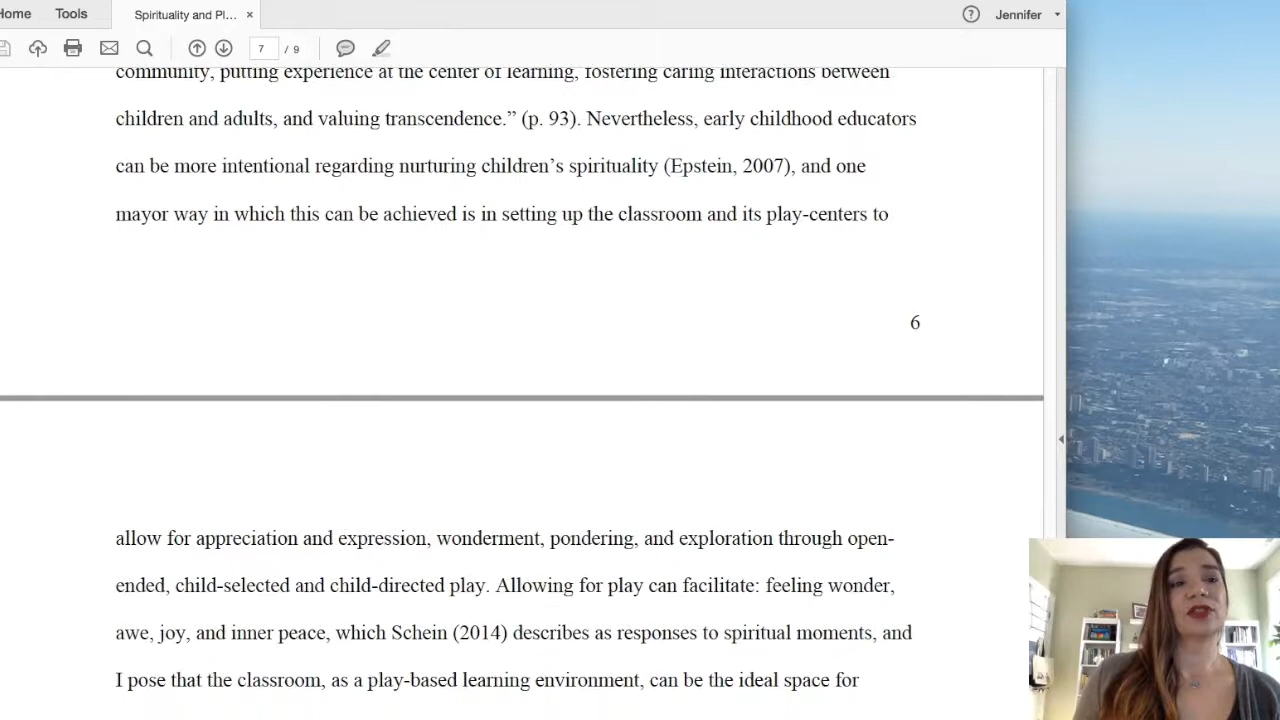 Home Tools Spirituality and Pl... × Jennifer
7 / 9
community, putting experience at the center of learning, fostering caring interactions between
children and adults, and valuing transcendence.” (p. 93). Nevertheless, early childhood educators
can be more intentional regarding nurturing children’s spirituality (Epstein, 2007), and one
mayor way in which this can be achieved is in setting up the classroom and its play-centers to
6
allow for appreciation and expression, wonderment, pondering, and exploration through open-
ended, child-selected and child-directed play. Allowing for play can facilitate: feeling wonder,
awe, joy, and inner peace, which Schein (2014) describes as responses to spiritual moments, and
I pose that the classroom, as a play-based learning environment, can be the ideal space for